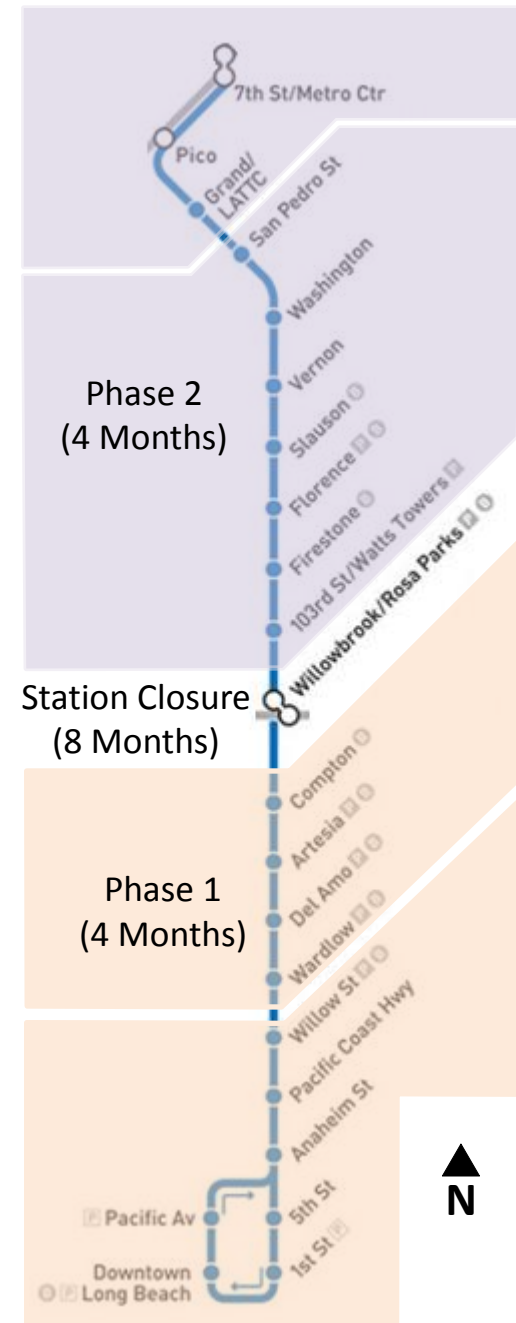 7th St/Metro Ctr
Pico
Grand/
LATTC
San Pedro St
Washington
Vernon
Phase 2
(4 Months)
Slauson
Florence P
Firestone
103rd St/Watts Towers P
Willowbrook/Rosa Parks P
Station Closure
(8 Months)
Compton
Artesia P
Del Amo P
Phase 1
(4 Months)
Wardlow P
Willow St P
Pacific Coast Hwy
Anaheim St
P Pacific Av
5th St
Downtown
P Long Beach
1st St P
N